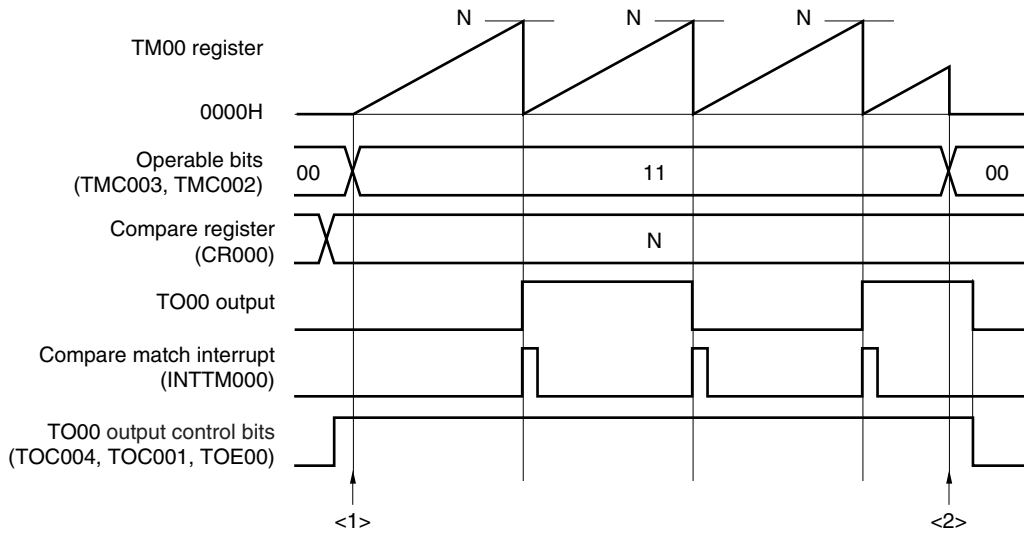 N N N
TM00 register
0000H
Operable bits
(TMC003, TMC002)
00 11 00
Compare register
(CR000)
N
TO00 output
Compare match interrupt
(INTTM000)
TO00 output control bits
(TOC004, TOC001, TOE00)
<1> <2>